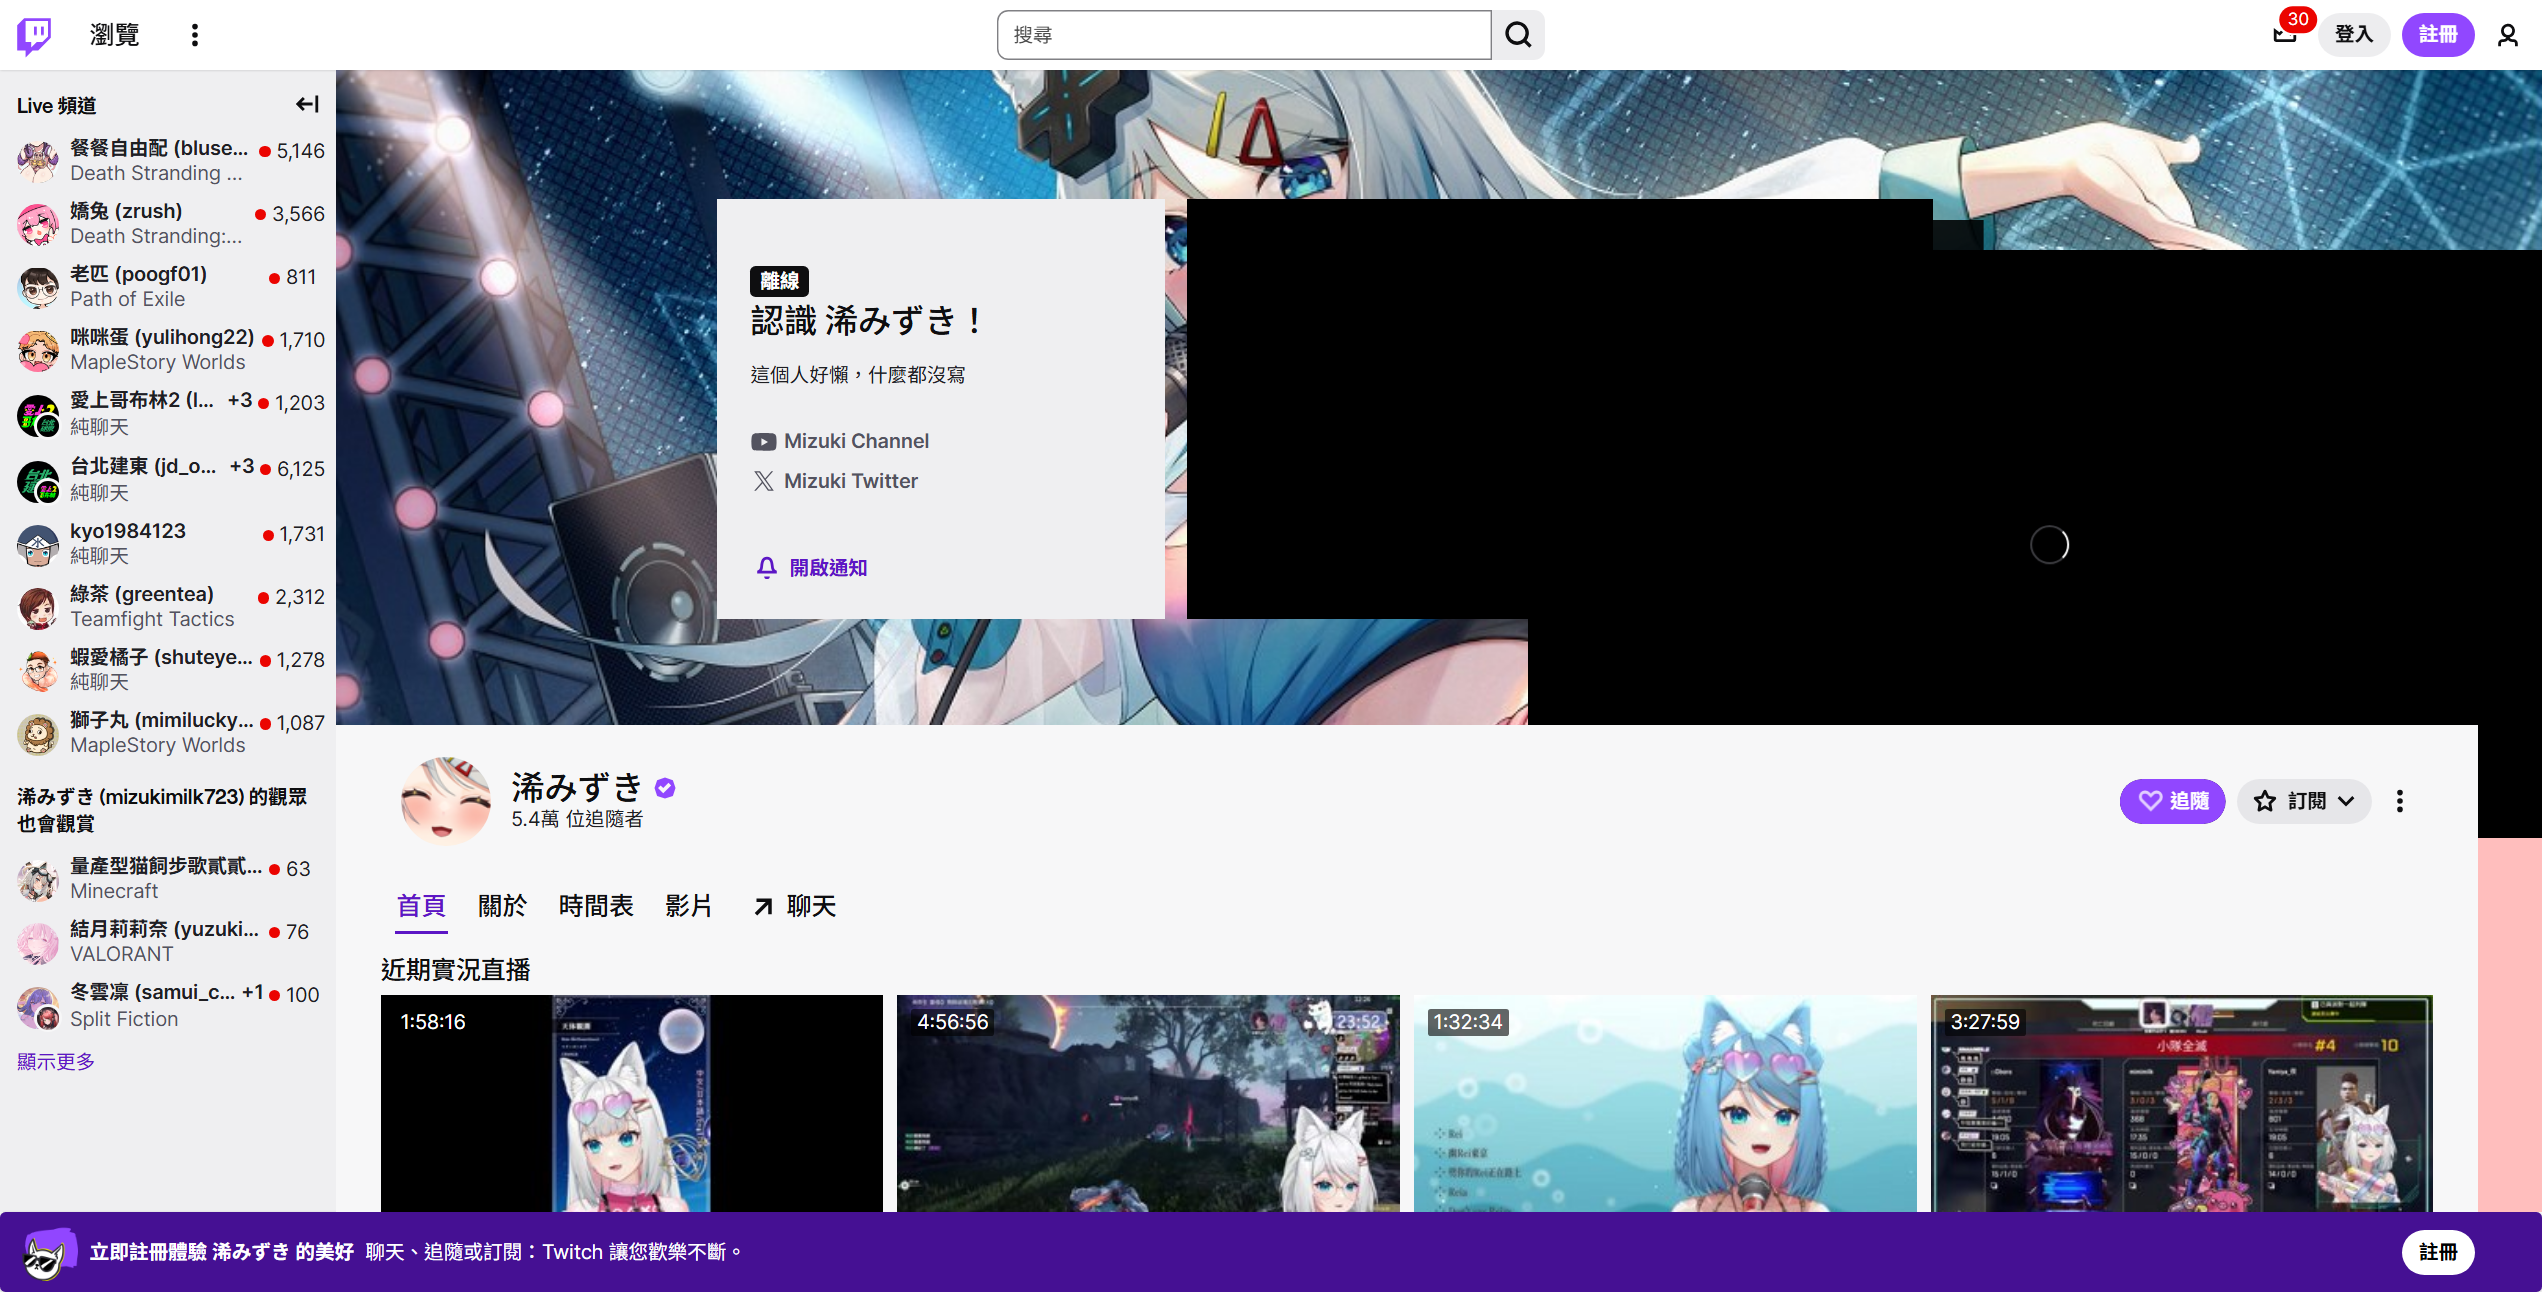 瀏覽
搜尋
30
登入
註冊
Live 頻道
餐餐自由配 (bluse... 5,146
Death Stranding ...
嬌兔 (zrush) 3,566
Death Stranding:...
老匹 (poogf01) 811
Path of Exile
咪咪蛋 (yulihong22) 1,710
MapleStory Worlds
愛上哥布林2 (l... +3 1,203
純聊天
台北建東 (jd_o... +3 6,125
純聊天
kyo1984123 1,731
純聊天
綠茶 (greentea) 2,312
Teamfight Tactics
蝦愛橘子 (shuteye... 1,278
純聊天
獅子丸 (mimilucky... 1,087
MapleStory Worlds
浠みずき (mizukimilk723) 的觀眾
也會觀賞
量產型猫飼步歌貳貳... 63
Minecraft
結月莉莉奈 (yuzuki... 76
VALORANT
冬雲凜 (samui_c... +1 100
Split Fiction
顯示更多
離線
認識 浠みずき！
這個人好懶，什麼都沒寫
Mizuki Channel
Mizuki Twitter
開啟通知
浠みずき
5.4萬 位追隨者
追隨
訂閱
首頁
關於
時間表
影片
聊天
近期實況直播
1:58:16
4:56:56
23:52
1:32:34
Rei
Reia
3:27:59
小隊全滅
#4
10
立即註冊體驗 浠みずき 的美好 聊天、追隨或訂閱：Twitch 讓您歡樂不斷。
註冊